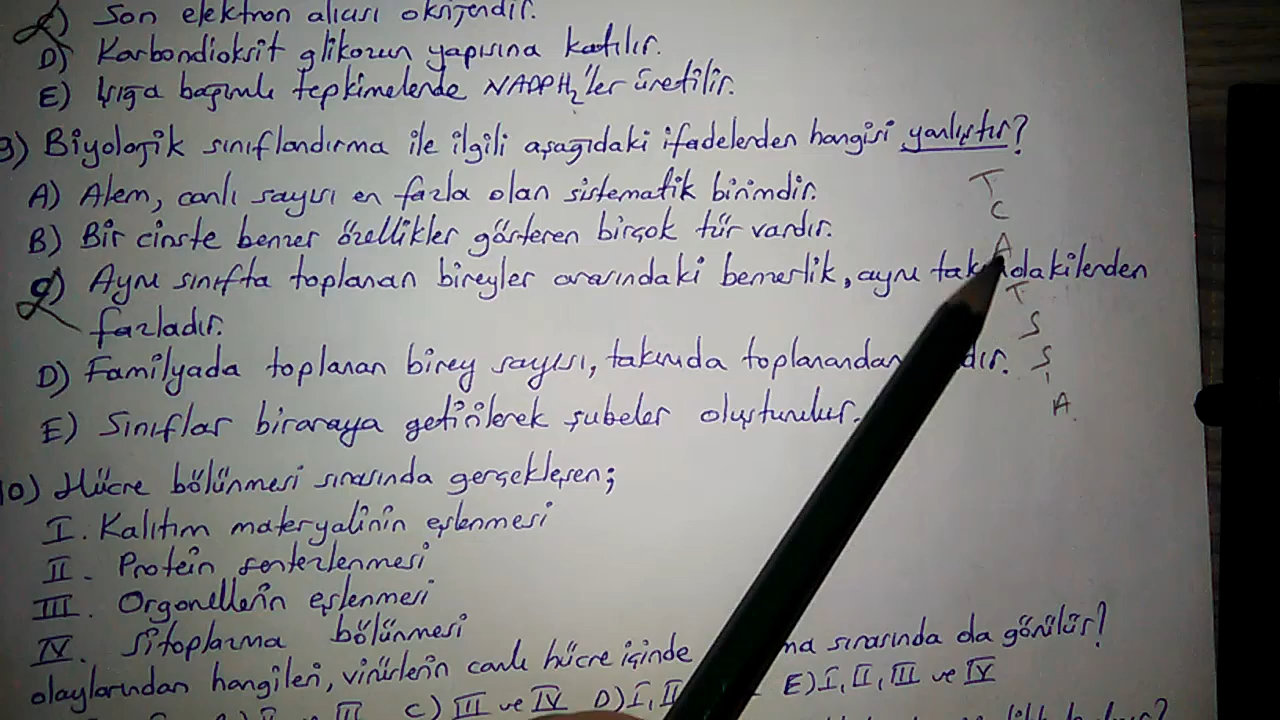 C) Son elektron alıcısı oksijendir.
D) Karbondioksit glikozun yapısına katılır.
E) Işığa bağımlı tepkimelerde NADPH₂'ler üretilir.
9) Biyolojik sınıflandırma ile ilgili aşağıdaki ifadelerden hangisi yanlıştır?
A) Alem, canlı sayısı en fazla olan sistematik birimdir.
B) Bir cinste benzer özellikler gösteren birçok tür vardır.
C) Aynı sınıfta toplanan bireyler arasındaki benzerlik, aynı takımdakilerden
fazladır.
D) Familyada toplanan birey sayısı, takımda toplanandan
E) Sınıflar biraraya getirilerek şubeler oluşturulur.
T
C
A
T
S
Ş
A
10) Hücre bölünmesi sırasında gerçekleşen;
I. Kalıtım materyalinin eşlenmesi
II. Protein sentezlenmesi
III. Organellerin eşlenmesi
IV. Sitoplazma bölünmesi
olaylarından hangileri, virüslerin canlı hücre içinde sırasında da görülür?
C) III ve IV D) I, II E) I, II, III ve IV